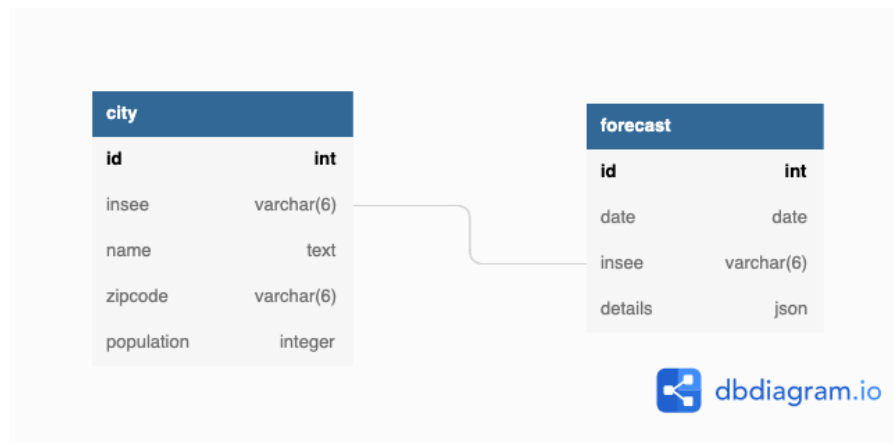 city
id int
insee varchar(6)
name text
zipcode varchar(6)
population integer
forecast
id int
date date
insee varchar(6)
details json
dbdiagram.io